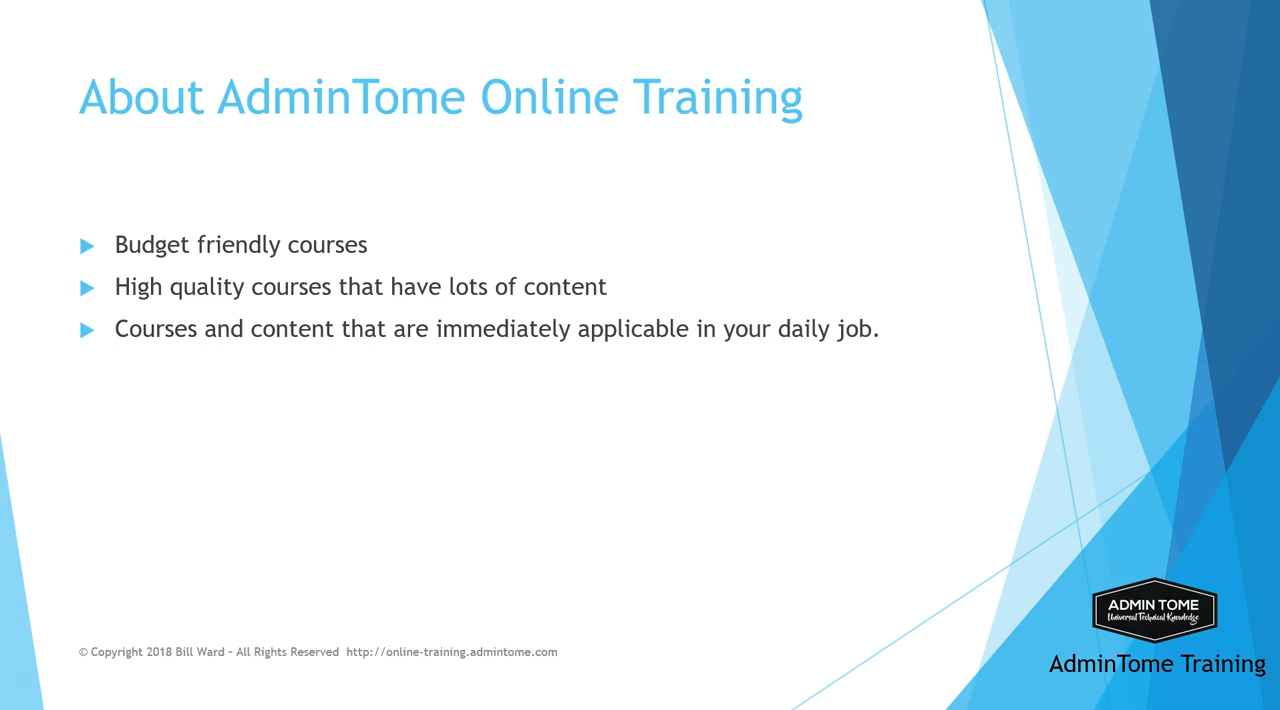 About AdminTome Online Training
Budget friendly courses
High quality courses that have lots of content
Courses and content that are immediately applicable in your daily job.
© Copyright 2018 Bill Ward – All Rights Reserved http://online-training.admintome.com
ADMIN TOME
Universal Technical Knowledge
AdminTome Training